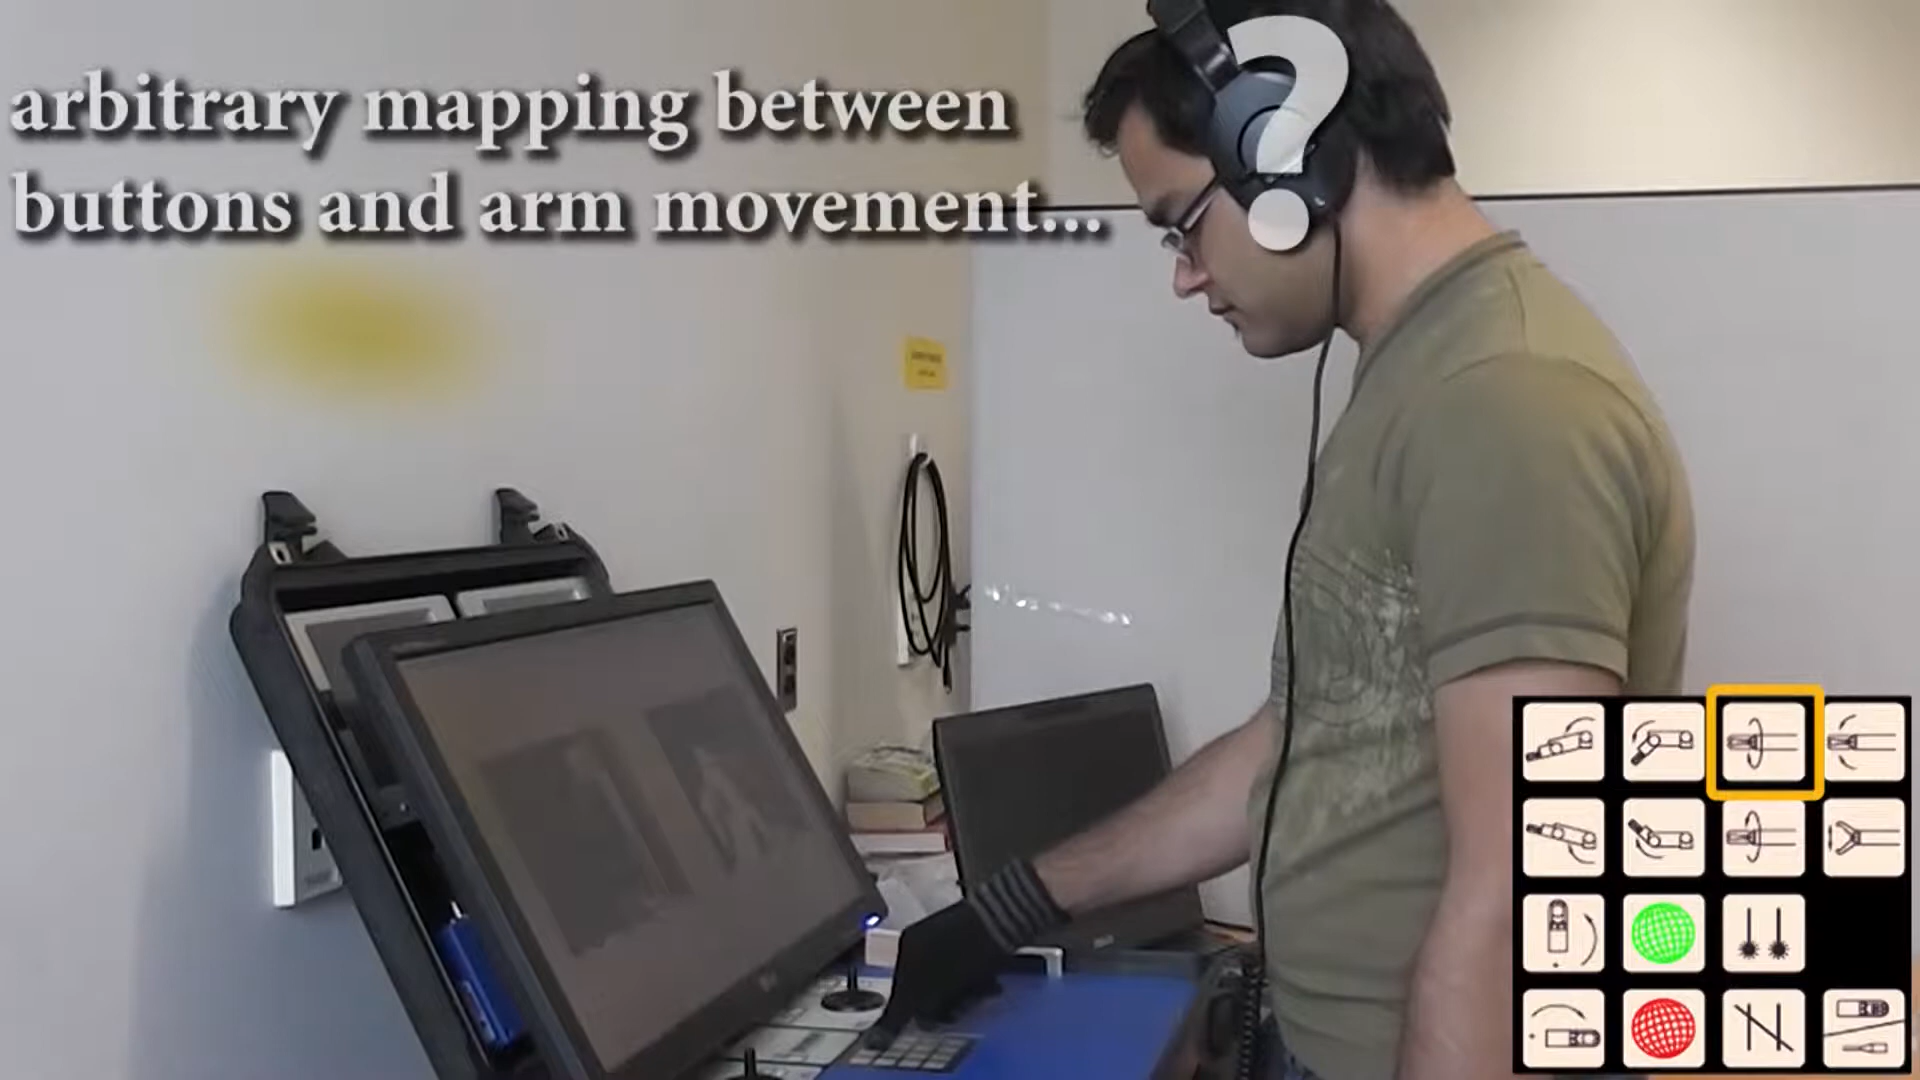 arbitrary mapping between
buttons and arm movement...
?